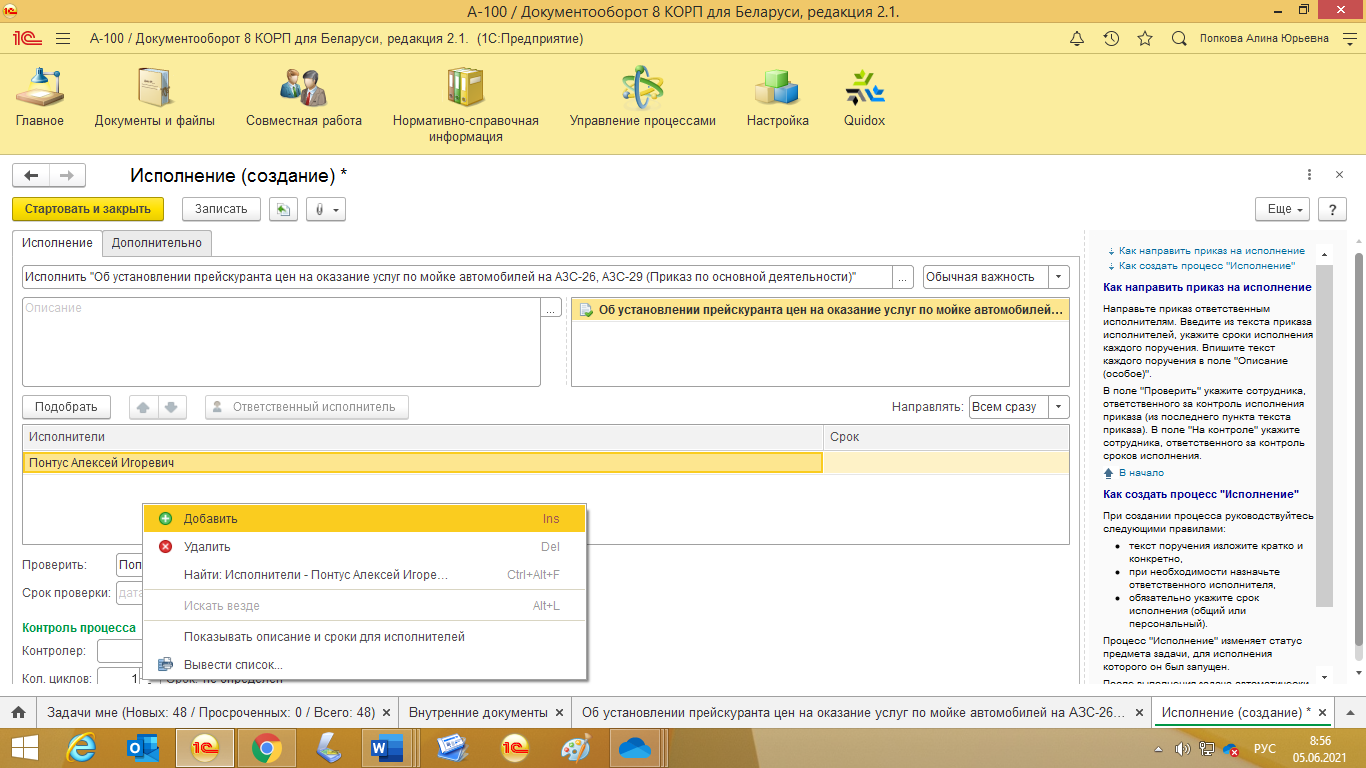 А-100 / Документооборот 8 КОРП для Беларуси, редакция 2.1.
А-100 / Документооборот 8 КОРП для Беларуси, редакция 2.1. (1С:Предприятие)
Попкова Алина Юрьевна
Главное
Документы и файлы
Совместная работа
Нормативно-справочная
информация
Управление процессами
Настройка
Quidox
Исполнение (создание) *
Стартовать и закрыть
Записать
Еще
?
Исполнение
Дополнительно
Исполнить "Об установлении прейскуранта цен на оказание услуг по мойке автомобилей на АЗС-26, АЗС-29 (Приказ по основной деятельности)"
...
Обычная важность
Описание
...
Об установлении прейскуранта цен на оказание услуг по мойке автомобилей...
Подобрать
Ответственный исполнитель
Направлять:
Всем сразу
Исполнители
Срок
Понтус Алексей Игоревич
Добавить Ins
Удалить Del
Найти: Исполнители - Понтус Алексей Игоре... Ctrl+Alt+F
Искать везде Alt+L
Показывать описание и сроки для исполнителей
Вывести список...
Проверить:
Поп
Срок проверки:
дата
Контроль процесса
Контролер:
Кол. циклов:
1
Срок: не определен
Как направить приказ на исполнение
Как создать процесс "Исполнение"
Как направить приказ на исполнение
Направьте приказ ответственным
исполнителям. Введите из текста приказа
исполнителей, укажите сроки исполнения
каждого поручения. Впишите текст
каждого поручения в поле "Описание
(особое)".
В поле "Проверить" укажите сотрудника,
ответственного за контроль исполнения
приказа (из последнего пункта текста
приказа). В поле "На контроле" укажите
сотрудника, ответственного за контроль
сроков исполнения.
В начало
Как создать процесс "Исполнение"
При создании процесса руководствуйтесь
следующими правилами:
• текст поручения изложите кратко и
конкретно,
• при необходимости назначьте
ответственного исполнителя,
• обязательно укажите срок
исполнения (общий или
персональный).
Процесс "Исполнение" изменяет статус
предмета задачи, для исполнения
которого он был запущен.
После выполнения задача автоматически
Задачи мне (Новых: 48 / Просроченных: 0 / Всего: 48)
Внутренние документы
Об установлении прейскуранта цен на оказание услуг по мойке автомобилей на АЗС-26...
Исполнение (создание) *
РУС
8:56
05.06.2021